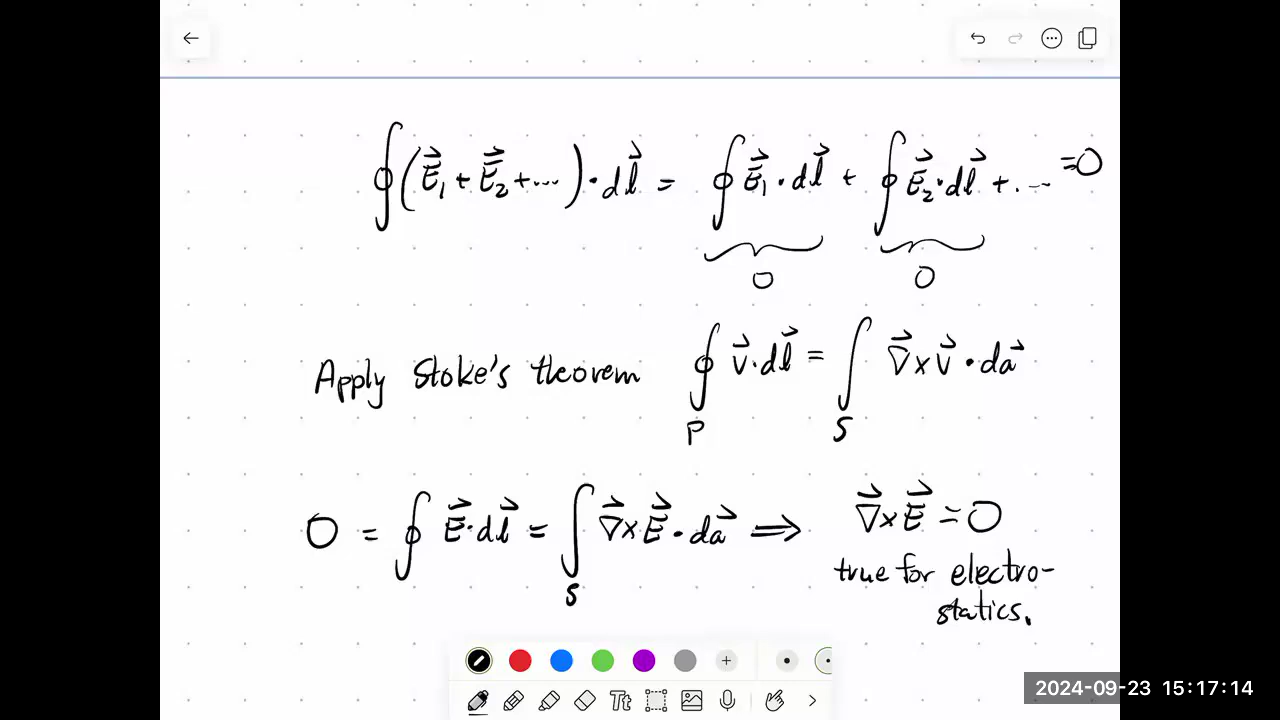 ∮(E⃗₁ + E⃗₂ + ...) · dl⃗ = ∮E⃗₁ · dl⃗ + ∮E⃗₂ · dl⃗ + ... = 0
0 0
Apply Stoke's theorem ∮ v⃗ · dl⃗ = ∫ ∇⃗ × v⃗ · da⃗
P S
0 = ∮ E⃗ · dl⃗ = ∫ ∇⃗ × E⃗ · da⃗ ⟹ ∇⃗ × E⃗ = 0
S
true for electro-
statics.
Tt
2024-09-23 15:17:14